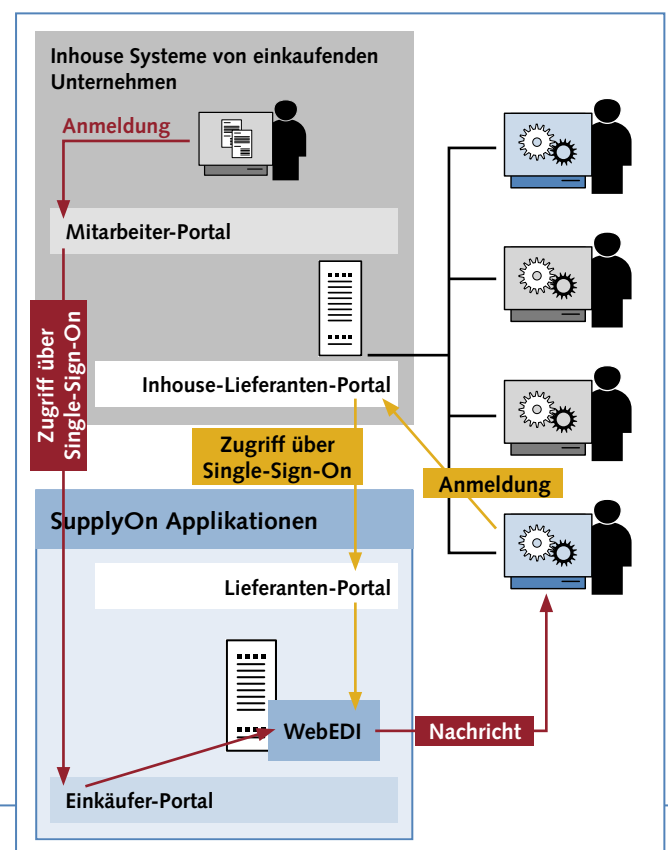 Inhouse Systeme von einkaufenden
Unternehmen
Anmeldung
Mitarbeiter-Portal
Zugriff über
Single-Sign-On
Inhouse-Lieferanten-Portal
Zugriff über
Single-Sign-On
Anmeldung
SupplyOn Applikationen
Lieferanten-Portal
WebEDI
Nachricht
Einkäufer-Portal